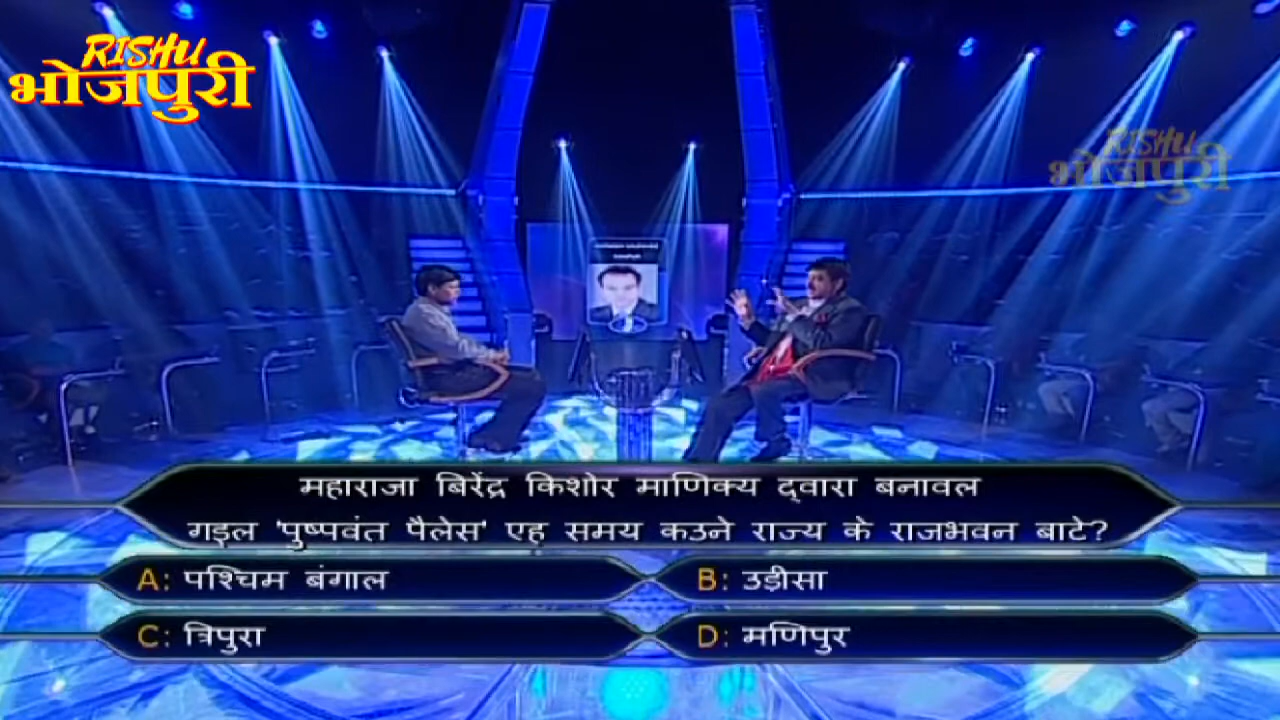 RISHU
भोजपुरी
RISHU
भोजपुरी
महाराजा बिरेंद्र किशोर माणिक्य द्वारा बनावल
गइल 'पुष्पवंत पैलेस' एह समय कउने राज्य के राजभवन बाटे?
A: पश्चिम बंगाल
B: उड़ीसा
C: त्रिपुरा
D: मणिपुर